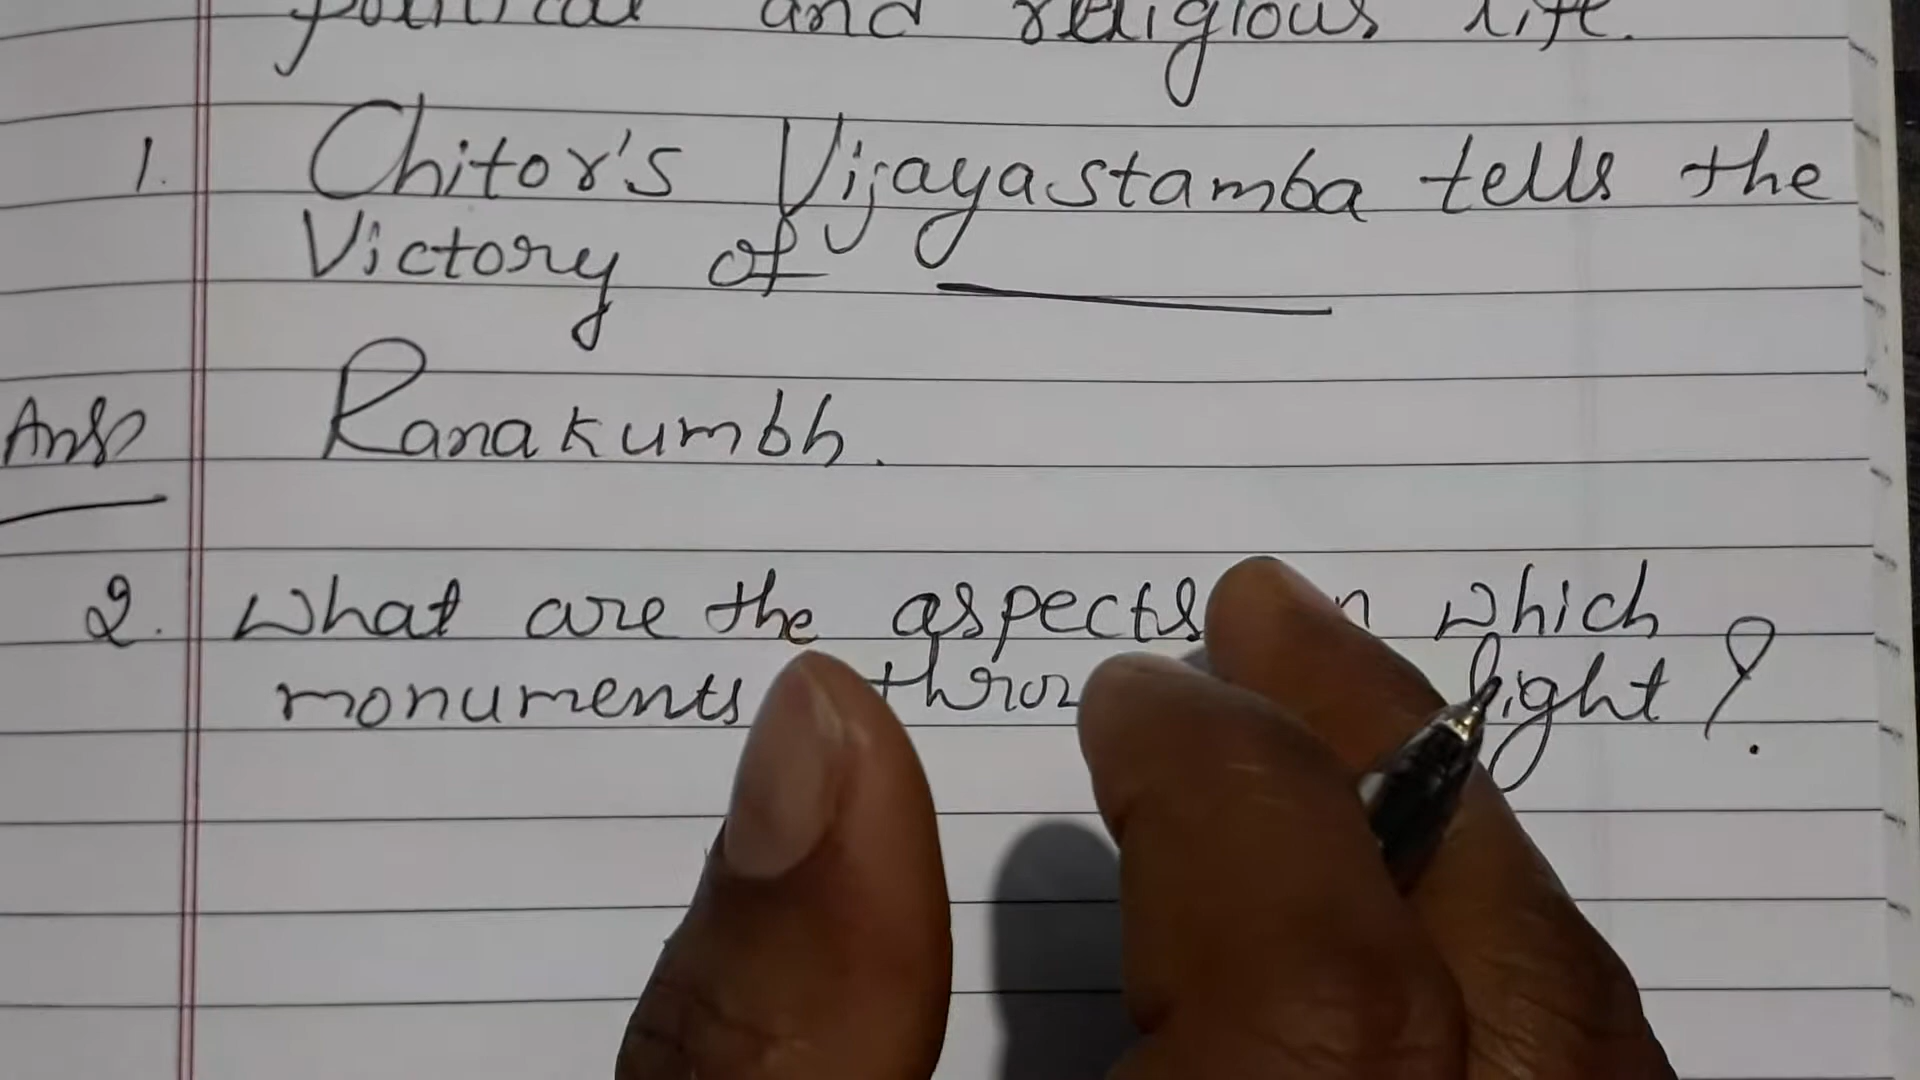 political and religious life.
1. Chitor's Vijayastamba tells the
Victory of
Ans Ranakumbh.
2. What are the aspects which
monuments light?